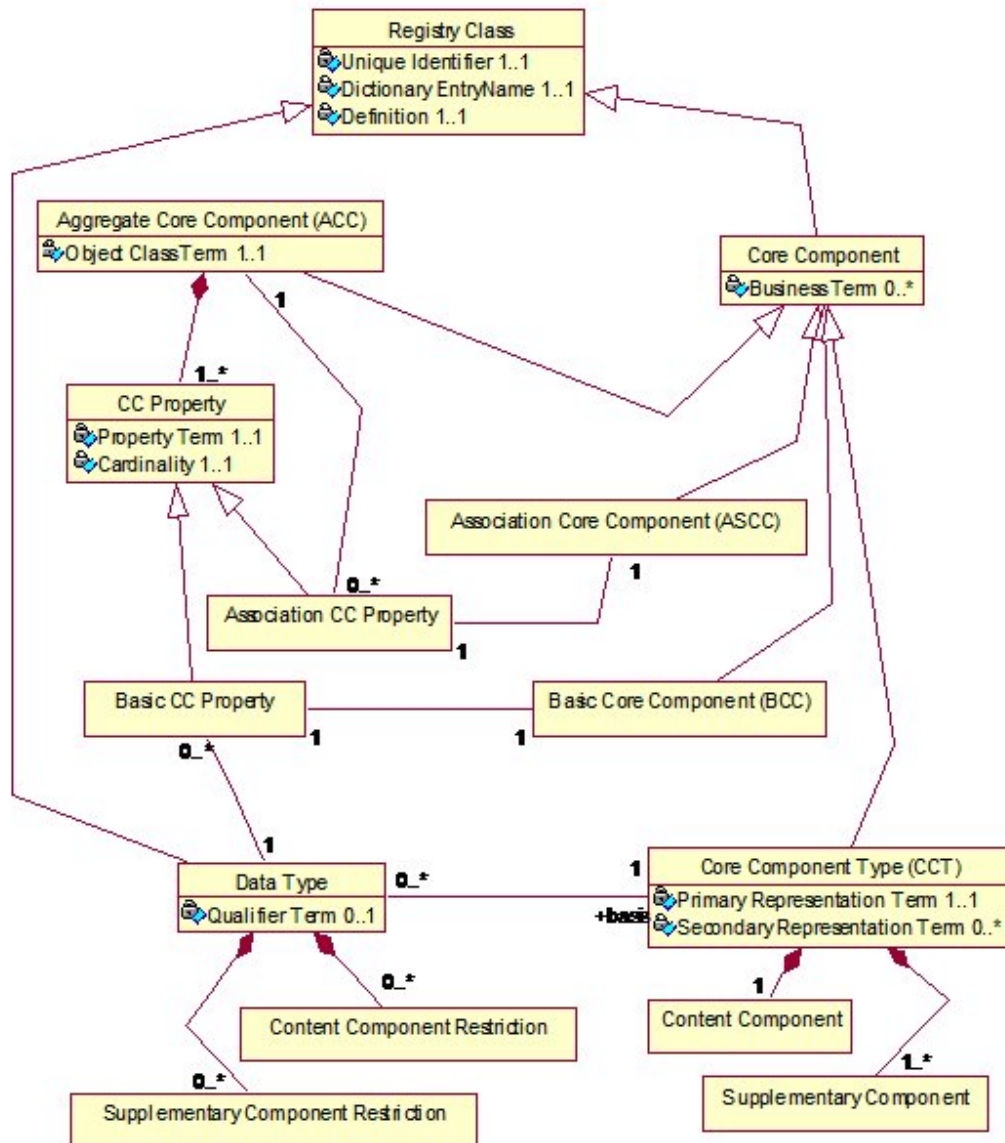 Registry Class
Unique Identifier 1..1
Dictionary EntryName 1..1
Definition 1..1
Aggregate Core Component (ACC)
Object ClassTerm 1..1
Core Component
BusinessTerm 0..*
1
1..*
CC Property
Property Term 1..1
Cardinality 1..1
Association Core Component (ASCC)
1
0..*
Association CC Property
1
Basic CC Property
Basic Core Component (BCC)
1
1
0..*
1
Data Type
Qualifier Term 0..1
0..*
1
+basis
Core Component Type (CCT)
Primary Representation Term 1..1
Secondary Representation Term 0..*
0..*
1
Content Component Restriction
Content Component
0..*
1..*
Supplementary Component Restriction
Supplementary Component